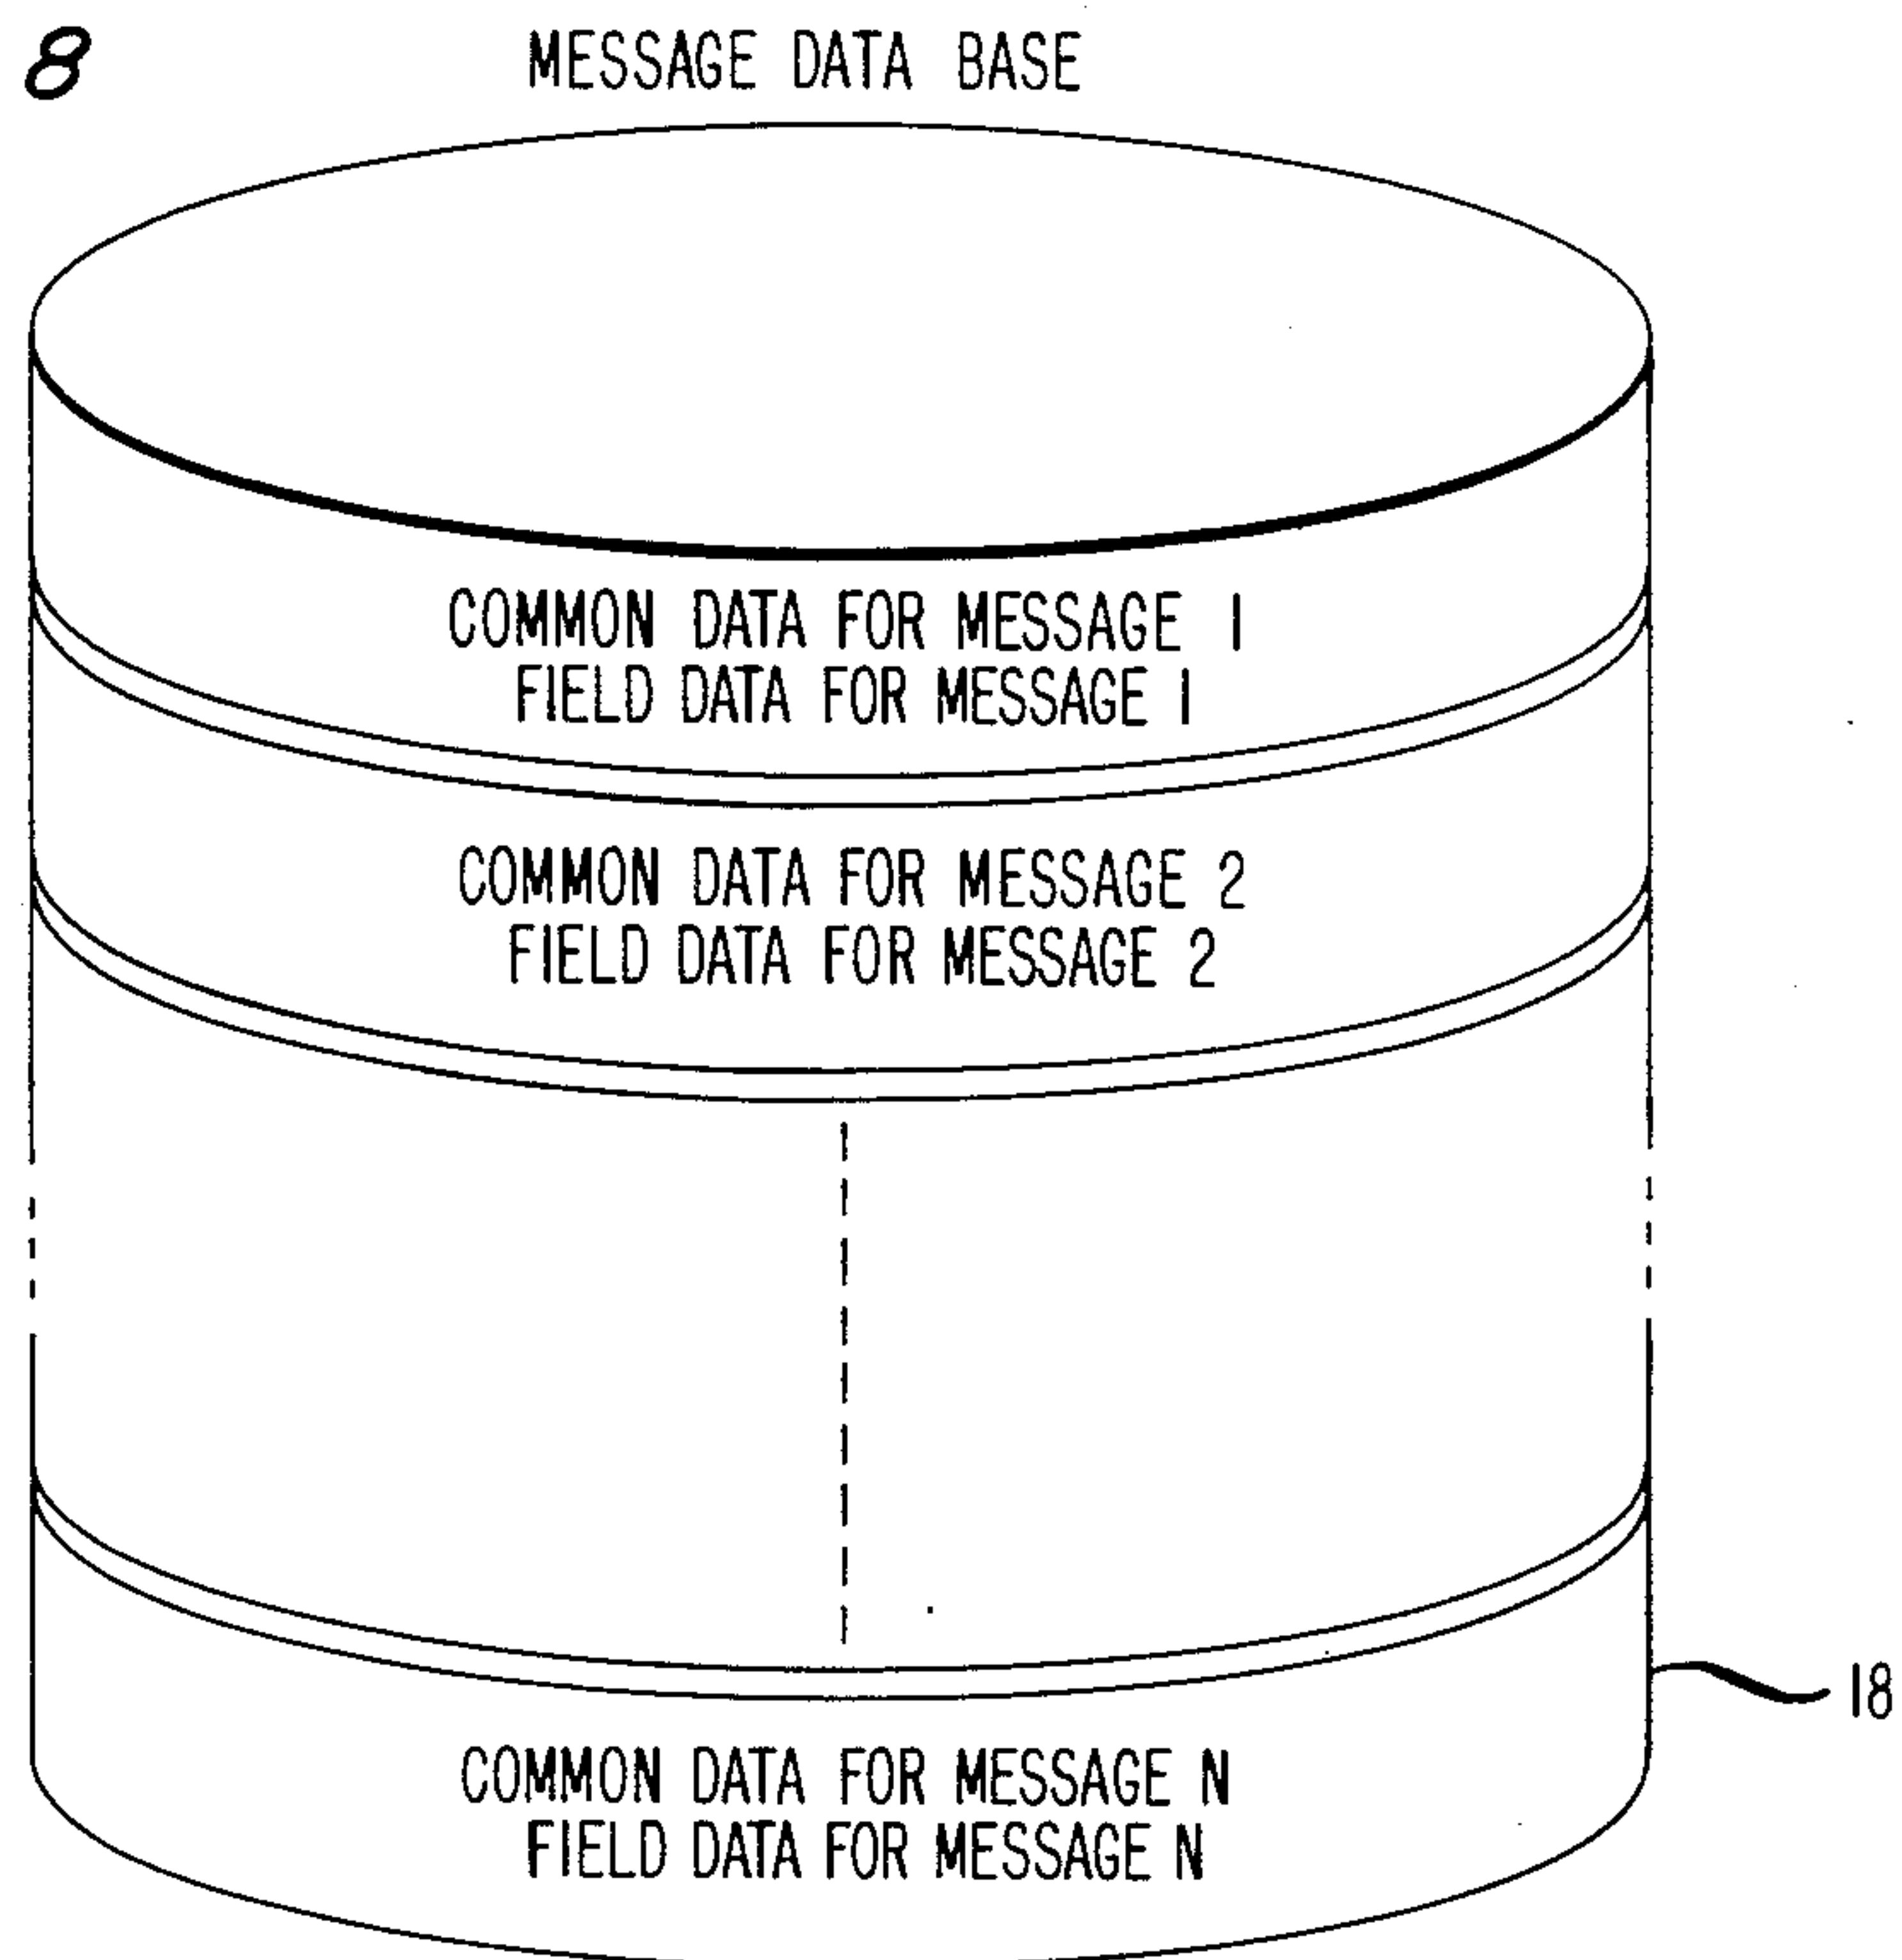 8
MESSAGE DATA BASE
COMMON DATA FOR MESSAGE 1
FIELD DATA FOR MESSAGE 1
COMMON DATA FOR MESSAGE 2
FIELD DATA FOR MESSAGE 2
18
COMMON DATA FOR MESSAGE N
FIELD DATA FOR MESSAGE N